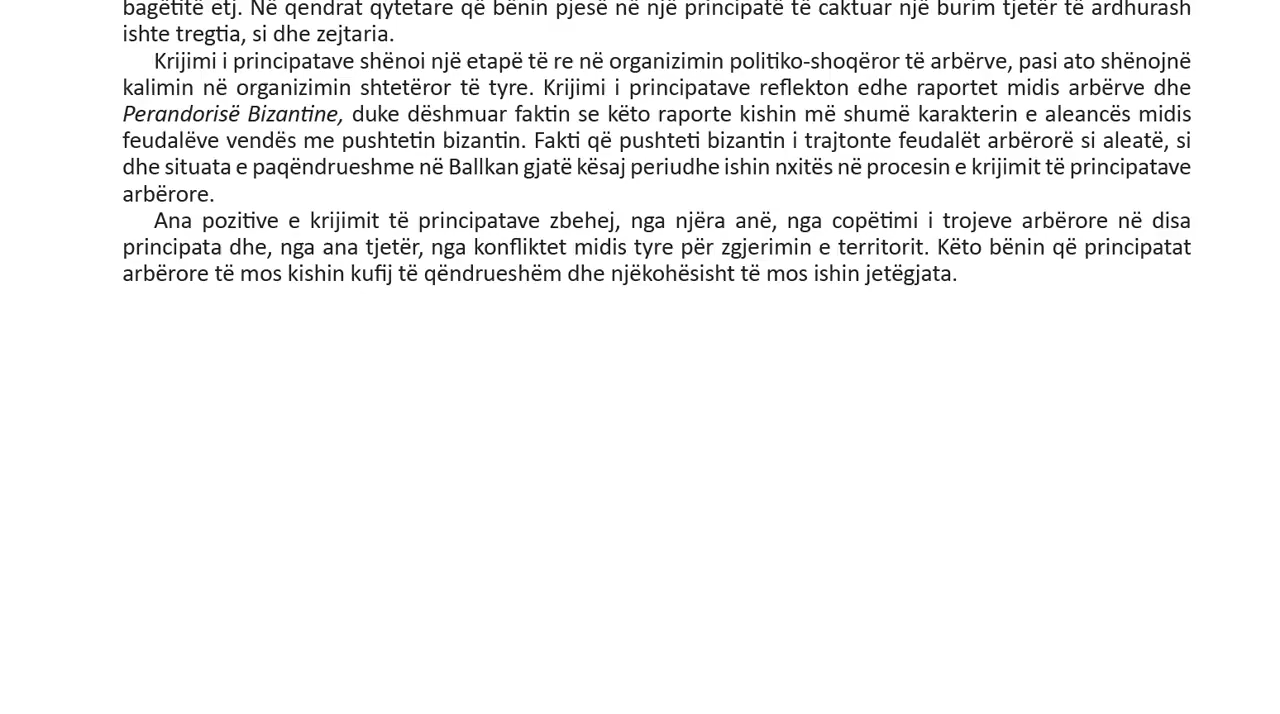 bagëtitë etj. Në qendrat qytetare që bënin pjesë në një principatë të caktuar një burim tjetër të ardhurash
ishte tregtia, si dhe zejtaria.
Krijimi i principatave shënoi një etapë të re në organizimin politiko-shoqëror të arbërve, pasi ato shënojnë
kalimin në organizimin shtetëror të tyre. Krijimi i principatave reflekton edhe raportet midis arbërve dhe
Perandorisë Bizantine, duke dëshmuar faktin se këto raporte kishin më shumë karakterin e aleancës midis
feudalëve vendës me pushtetin bizantin. Fakti që pushteti bizantin i trajtonte feudalët arbërorë si aleatë, si
dhe situata e paqëndrueshme në Ballkan gjatë kësaj periudhe ishin nxitës në procesin e krijimit të principatave
arbërore.
Ana pozitive e krijimit të principatave zbehej, nga njëra anë, nga copëtimi i trojeve arbërore në disa
principata dhe, nga ana tjetër, nga konfliktet midis tyre për zgjerimin e territorit. Këto bënin që principatat
arbërore të mos kishin kufij të qëndrueshëm dhe njëkohësisht të mos ishin jetëgjata.